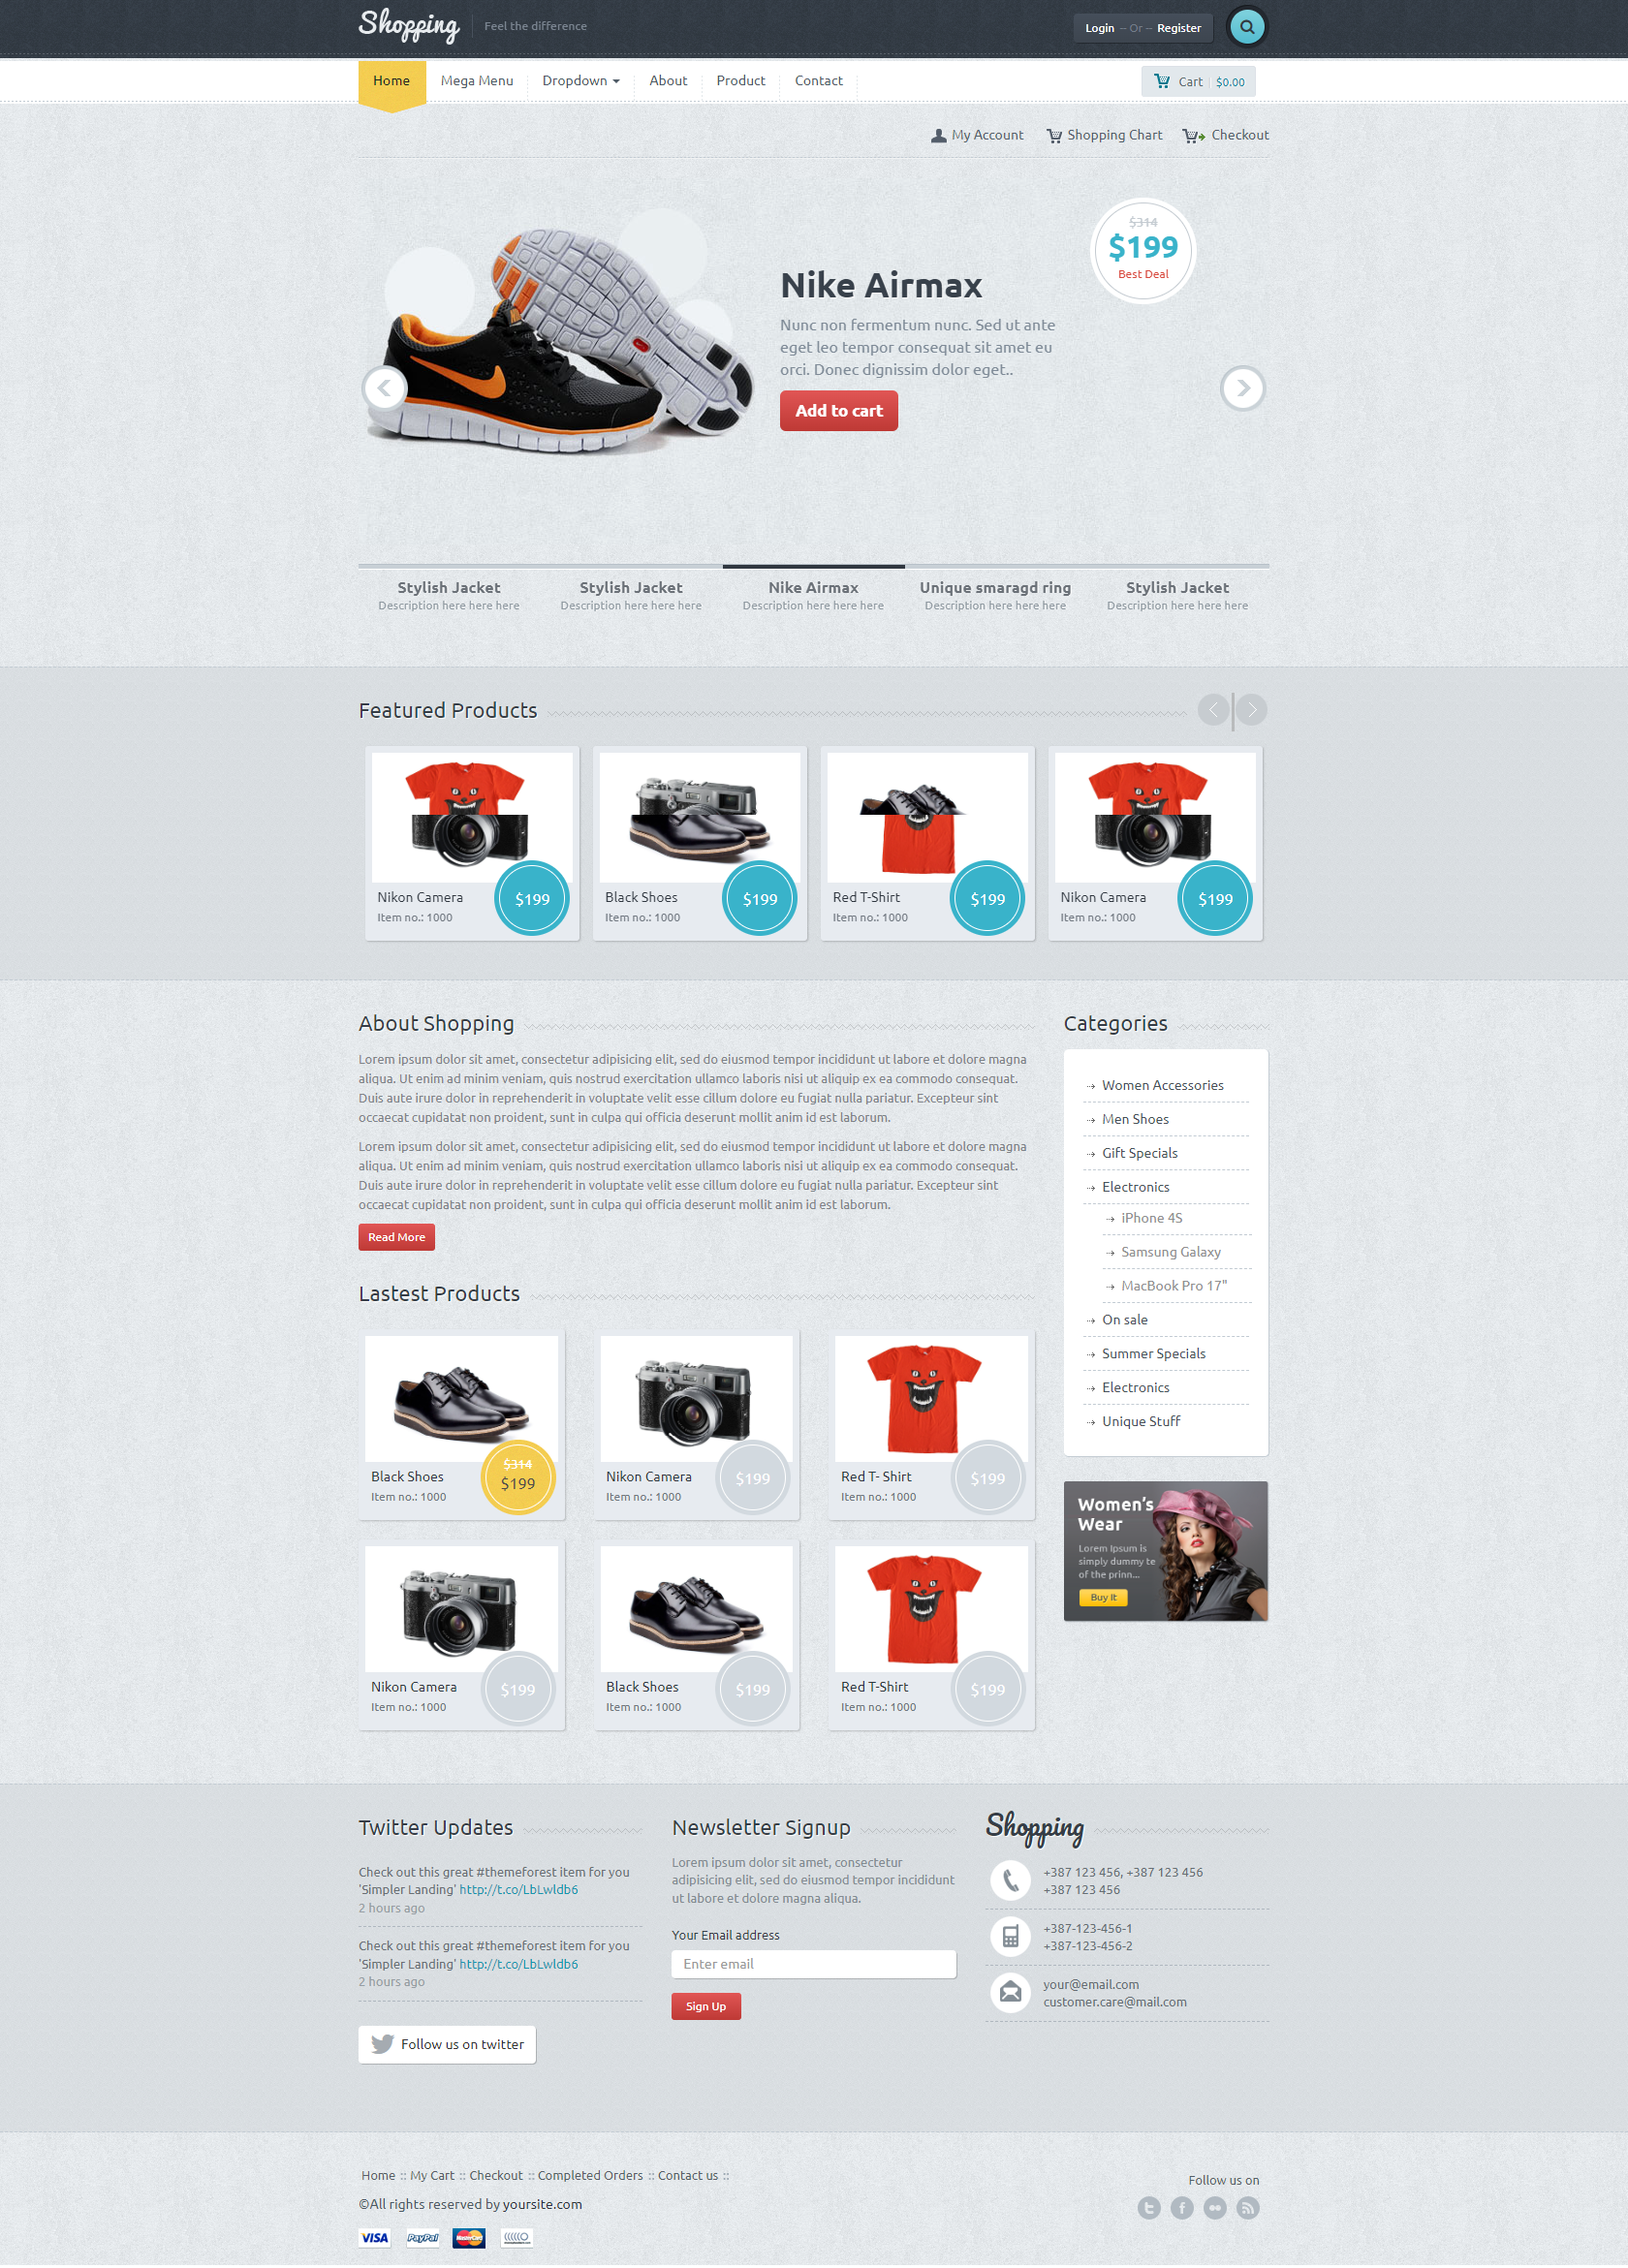 Shopping
Feel the difference
Login – Or – Register
Home
Mega Menu
Dropdown
About
Product
Contact
Cart $0.00
My Account
Shopping Chart
Checkout
$314
$199
Best Deal
Nike Airmax
Nunc non fermentum nunc. Sed ut ante
eget leo tempor consequat sit amet eu
orci. Donec dignissim dolor eget..
Add to cart
Stylish Jacket
Description here here here
Stylish Jacket
Description here here here
Nike Airmax
Description here here here
Unique smaragd ring
Description here here here
Stylish Jacket
Description here here here
Featured Products
Nikon Camera
Item no.: 1000
$199
Black Shoes
Item no.: 1000
$199
Red T-Shirt
Item no.: 1000
$199
Nikon Camera
Item no.: 1000
$199
About Shopping
Lorem ipsum dolor sit amet, consectetur adipisicing elit, sed do eiusmod tempor incididunt ut labore et dolore magna
aliqua. Ut enim ad minim veniam, quis nostrud exercitation ullamco laboris nisi ut aliquip ex ea commodo consequat.
Duis aute irure dolor in reprehenderit in voluptate velit esse cillum dolore eu fugiat nulla pariatur. Excepteur sint
occaecat cupidatat non proident, sunt in culpa qui officia deserunt mollit anim id est laborum.
Lorem ipsum dolor sit amet, consectetur adipisicing elit, sed do eiusmod tempor incididunt ut labore et dolore magna
aliqua. Ut enim ad minim veniam, quis nostrud exercitation ullamco laboris nisi ut aliquip ex ea commodo consequat.
Duis aute irure dolor in reprehenderit in voluptate velit esse cillum dolore eu fugiat nulla pariatur. Excepteur sint
occaecat cupidatat non proident, sunt in culpa qui officia deserunt mollit anim id est laborum.
Read More
Lastest Products
Black Shoes
Item no.: 1000
$314
$199
Nikon Camera
Item no.: 1000
$199
Red T- Shirt
Item no.: 1000
$199
Nikon Camera
Item no.: 1000
$199
Black Shoes
Item no.: 1000
$199
Red T-Shirt
Item no.: 1000
$199
Categories
Women Accessories
Men Shoes
Gift Specials
Electronics
iPhone 4S
Samsung Galaxy
MacBook Pro 17"
On sale
Summer Specials
Electronics
Unique Stuff
Women's
Wear
Lorem Ipsum is
simply dummy te
of the prinn...
Buy It
Twitter Updates
Check out this great #themeforest item for you
'Simpler Landing' http://t.co/LbLwldb6
2 hours ago
Check out this great #themeforest item for you
'Simpler Landing' http://t.co/LbLwldb6
2 hours ago
Follow us on twitter
Newsletter Signup
Lorem ipsum dolor sit amet, consectetur
adipisicing elit, sed do eiusmod tempor incididunt
ut labore et dolore magna aliqua.
Your Email address
Enter email
Sign Up
Shopping
+387 123 456, +387 123 456
+387 123 456
+387-123-456-1
+387-123-456-2
your@email.com
customer.care@mail.com
Home :: My Cart :: Checkout :: Completed Orders :: Contact us ::
©All rights reserved by yoursite.com
VISA
PayPal
MasterCard
Follow us on